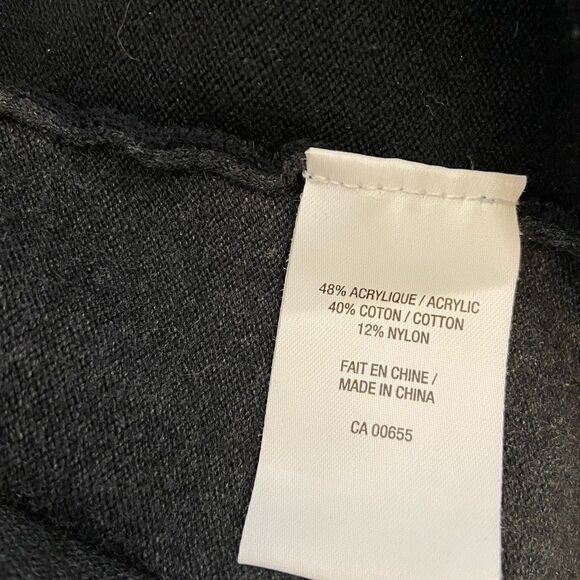 48% ACRYLIQUE / ACRYLIC
40% COTON / COTTON
12% NYLON
FAIT EN CHINE /
MADE IN CHINA
CA 00655